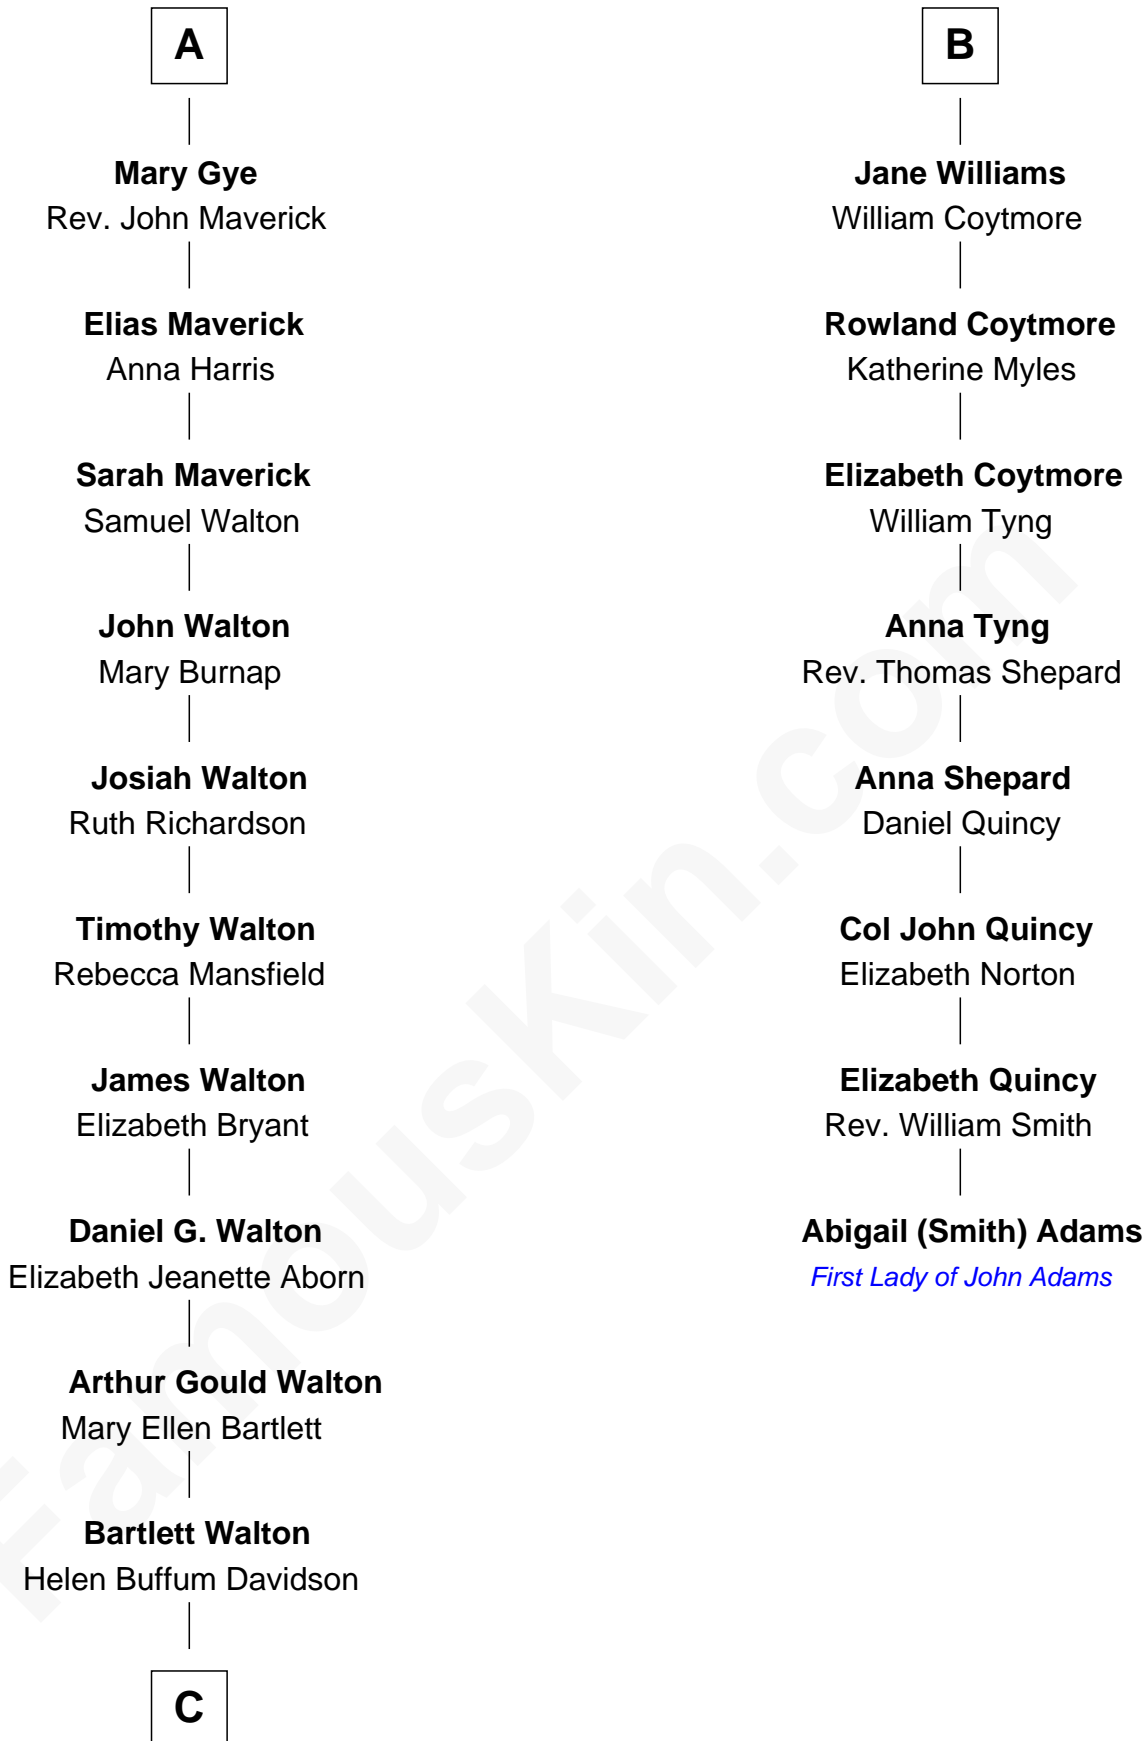 A
Mary Gye
Rev. John Maverick
Elias Maverick
Anna Harris
Sarah Maverick
Samuel Walton
John Walton
Mary Burnap
Josiah Walton
Ruth Richardson
Timothy Walton
Rebecca Mansfield
James Walton
Elizabeth Bryant
Daniel G. Walton
Elizabeth Jeanette Aborn
Arthur Gould Walton
Mary Ellen Bartlett
Bartlett Walton
Helen Buffum Davidson
C
B
Jane Williams
William Coytmore
Rowland Coytmore
Katherine Myles
Elizabeth Coytmore
William Tyng
Anna Tyng
Rev. Thomas Shepard
Anna Shepard
Daniel Quincy
Col John Quincy
Elizabeth Norton
Elizabeth Quincy
Rev. William Smith
Abigail (Smith) Adams
First Lady of John Adams
FamousKin.com